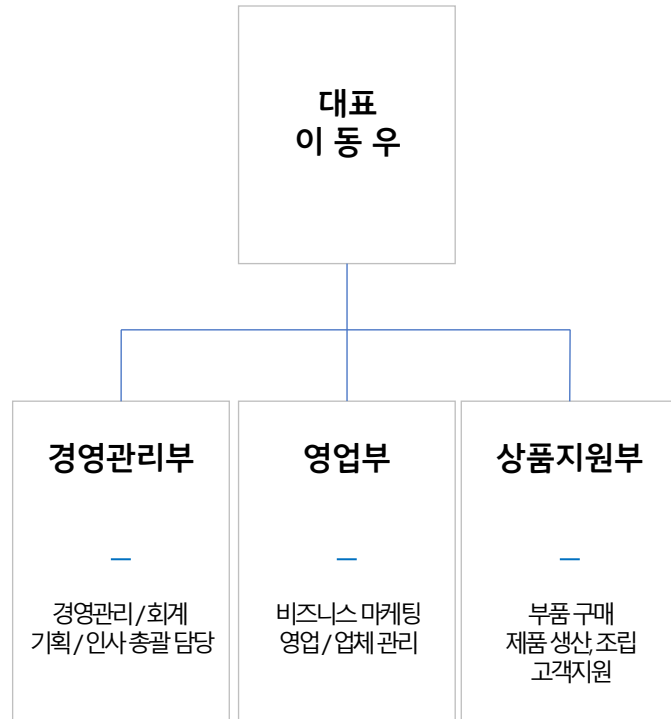 대표
이 동 우
경영관리부
경영관리 / 회계
기획 / 인사 총괄 담당
영업부
비즈니스 마케팅
영업 / 업체 관리
상품지원부
부품 구매
제품 생산, 조립
고객지원